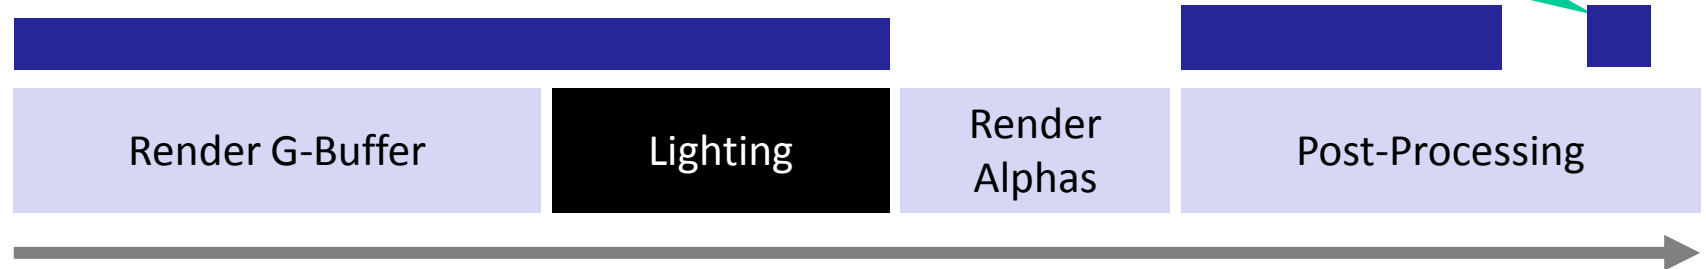 Render G-Buffer
Lighting
Render
Alphas
Post-Processing